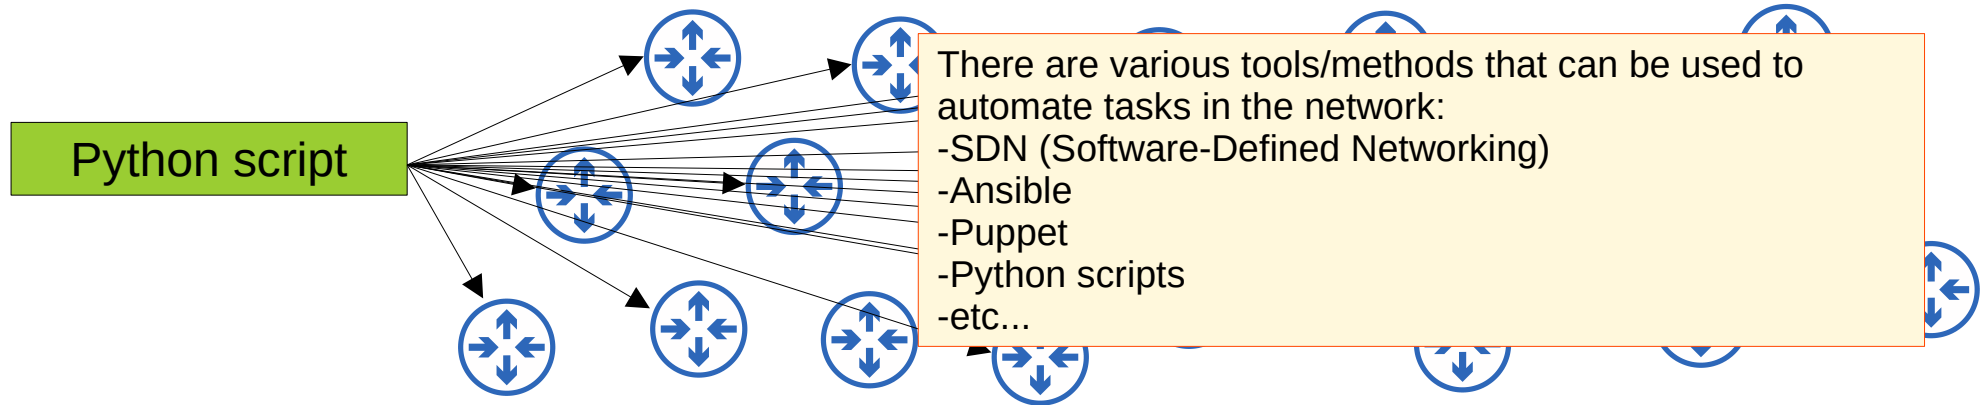 Python script
There are various tools/methods that can be used to
automate tasks in the network:
-SDN (Software-Defined Networking)
-Ansible
-Puppet
-Python scripts
-etc...